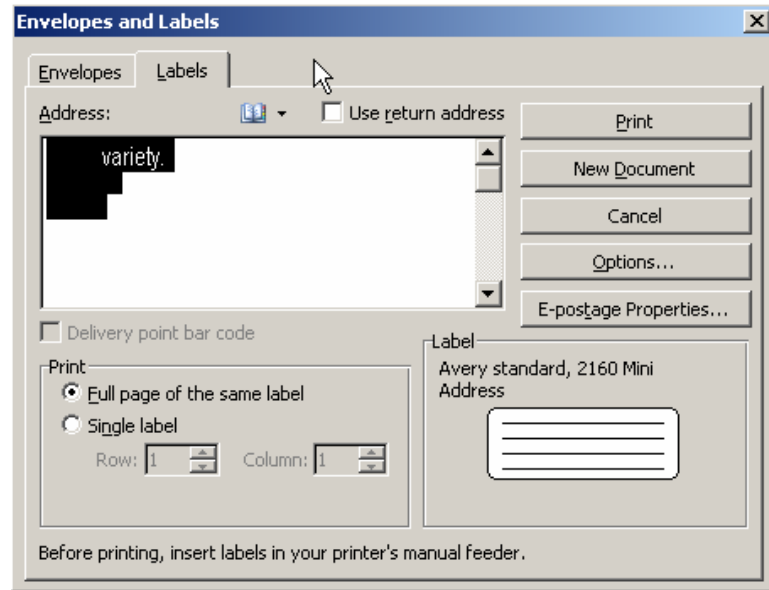 Envelopes and Labels
Envelopes Labels
Address: Use return address
variety.
Print
New Document
Cancel
Options...
E-postage Properties...
Delivery point bar code
Print
Full page of the same label
Single label
Row: 1 Column: 1
Label
Avery standard, 2160 Mini
Address
Before printing, insert labels in your printer's manual feeder.